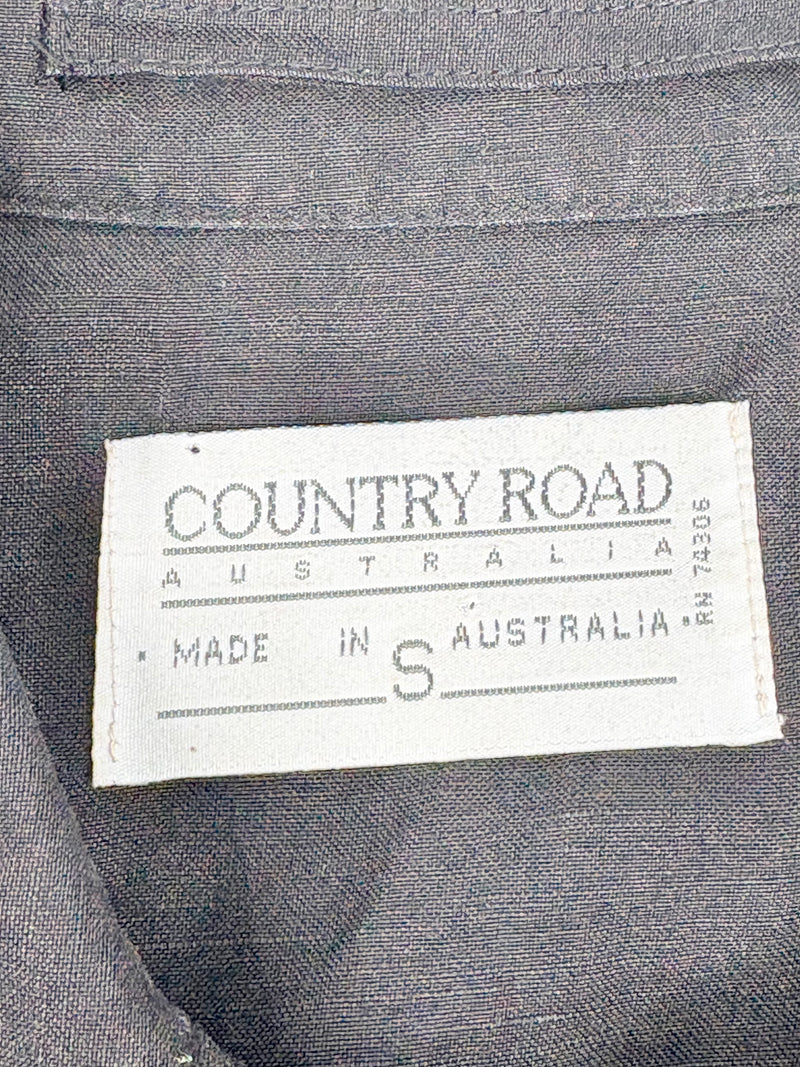 COUNTRY ROAD
AUSTRALIA
MADE IN AUSTRALIA
S
RN 74306